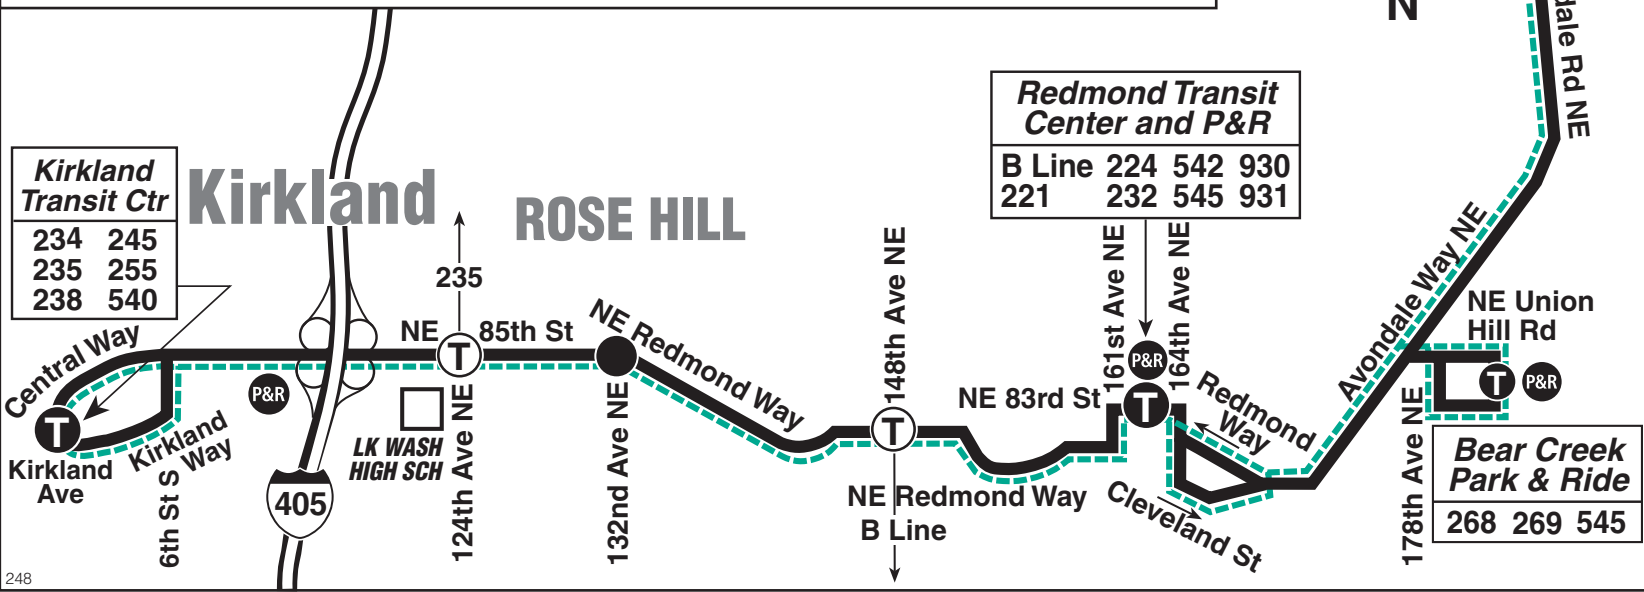 N
dale Rd NE
Redmond Transit
Center and P&R
B Line 224 542 930
221 232 545 931
Kirkland
Transit Ctr
234 245
235 255
238 540
Kirkland
ROSE HILL
235
NE 85th St
T
NE Redmond Way
148th Ave NE
161st Ave NE
164th Ave NE
Avondale Way NE
NE Union
Hill Rd
Central Way
P&R
P&R
T
P&R
NE 83rd St
T
Redmond
Way
T
Kirkland
Ave
Kirkland
Way
6th St S
LK WASH
HIGH SCH
124th Ave NE
132nd Ave NE
T
178th Ave NE
Bear Creek
Park & Ride
268 269 545
405
NE Redmond Way
B Line
Cleveland St
248